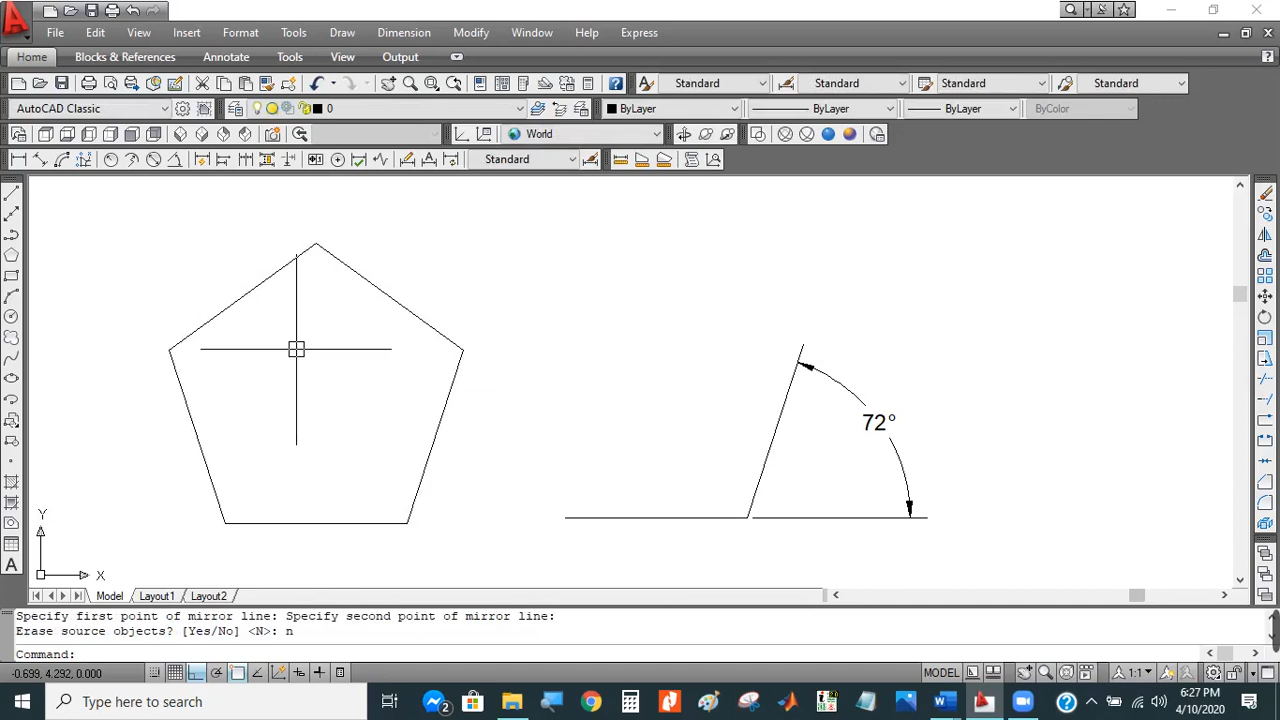 File Edit View Insert Format Tools Draw Dimension Modify Window Help Express
Home Blocks & References Annotate Tools View Output
Standard Standard Standard Standard
AutoCAD Classic 0 ByLayer ByLayer ByLayer ByColor
World
Standard
72°
Y
X
A
Model Layout1 Layout2
Specify first point of mirror line: Specify second point of mirror line:
Erase source objects? [Yes/No] <N>: n
Command:
-0.699, 4.292, 0.000 MODEL 1:1
Type here to search
2
6:27 PM
4/10/2020